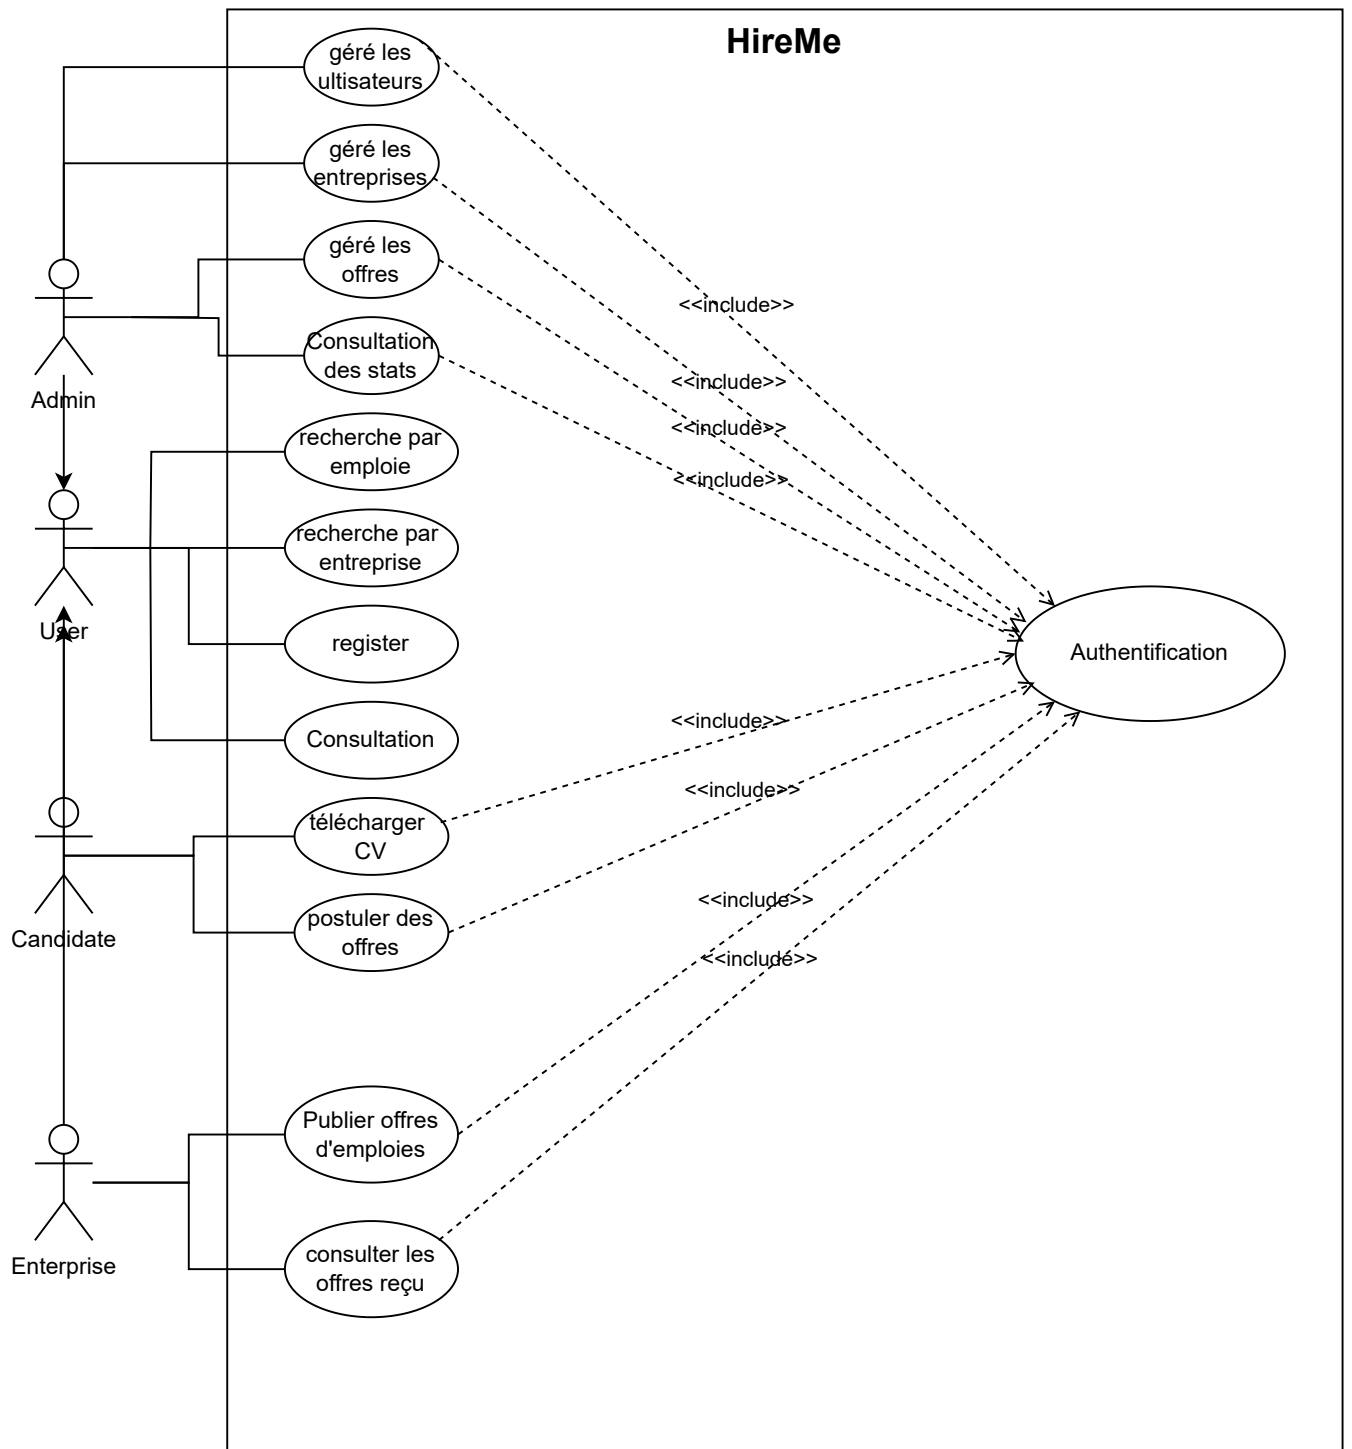 HireMe
géré les
ultisateurs
géré les
entreprises
géré les
offres
<<include>>
Consultation
des stats
<<include>>
Admin
<<include>>
recherche par
emploie
<<include>>
recherche par
entreprise
User
register
Authentification
<<include>>
Consultation
<<include>>
télécharger
CV
<<include>>
postuler des
offres
Candidate
<<include>>
Publier offres
d'emploies
Enterprise
consulter les
offres reçu